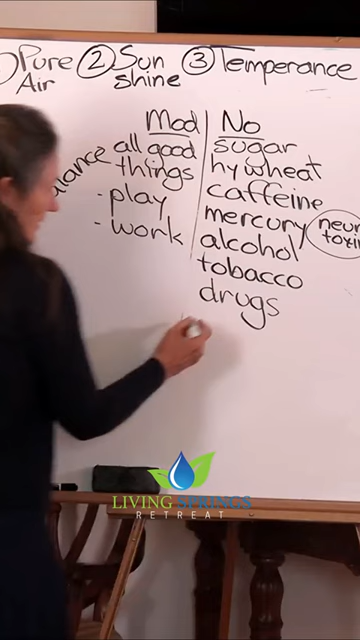 ① Pure Air
② Sun shine
③ Temperance
Mod
all good things
- play
- work
No
sugar
hy wheat
caffeine
mercury
alcohol
tobacco
drugs
LIVING SPRINGS
RETREAT